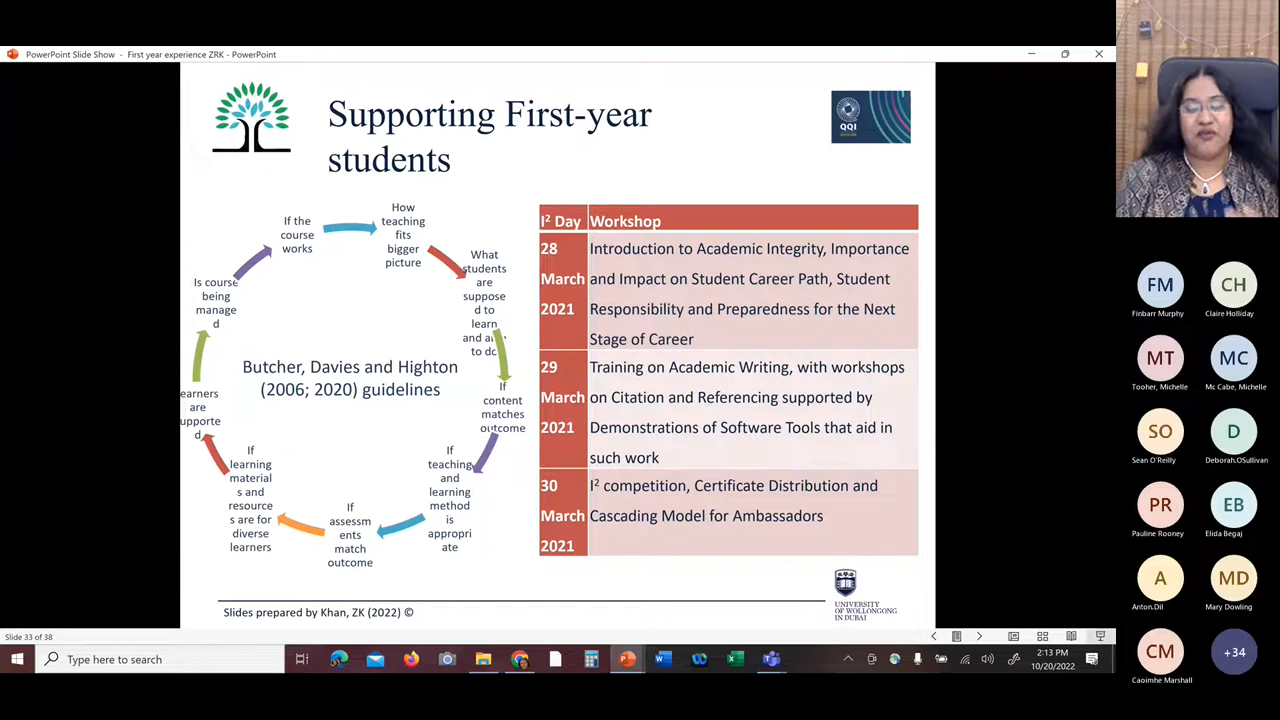 PowerPoint Slide Show - First year experience ZRK - PowerPoint
Supporting First-year
students
QQI
If the
course
works
How
teaching
fits
bigger
picture
What
students
are
suppose
d to
learn
and
to do
If
content
matches
outcome
If
teaching
and
learning
method
is
appropri
ate
If
assessm
ents
match
outcome
If
learning
material
s and
resource
s are for
diverse
learners
earners
are
upporte
d
Is course
being
manage
d
Butcher, Davies and Highton
(2006; 2020) guidelines
I² Day Workshop
28 March 2021
Introduction to Academic Integrity, Importance
and Impact on Student Career Path, Student
Responsibility and Preparedness for the Next
Stage of Career
29 March 2021
Training on Academic Writing, with workshops
on Citation and Referencing supported by
Demonstrations of Software Tools that aid in
such work
30 March 2021
I² competition, Certificate Distribution and
Cascading Model for Ambassadors
Slides prepared by Khan, ZK (2022) ©
UNIVERSITY
OF WOLLONGONG
IN DUBAI
Slide 33 of 38
Type here to search
2:13 PM
10/20/2022
FM
Finbarr Murphy
CH
Claire Holliday
MT
Tooher, Michelle
MC
Mc Cabe, Michelle
SO
Sean O'Reilly
D
Deborah.OSullivan
PR
Pauline Rooney
EB
Elida Begaj
A
Anton.Dil
MD
Mary Dowling
CM
Caoimhe Marshall
+34